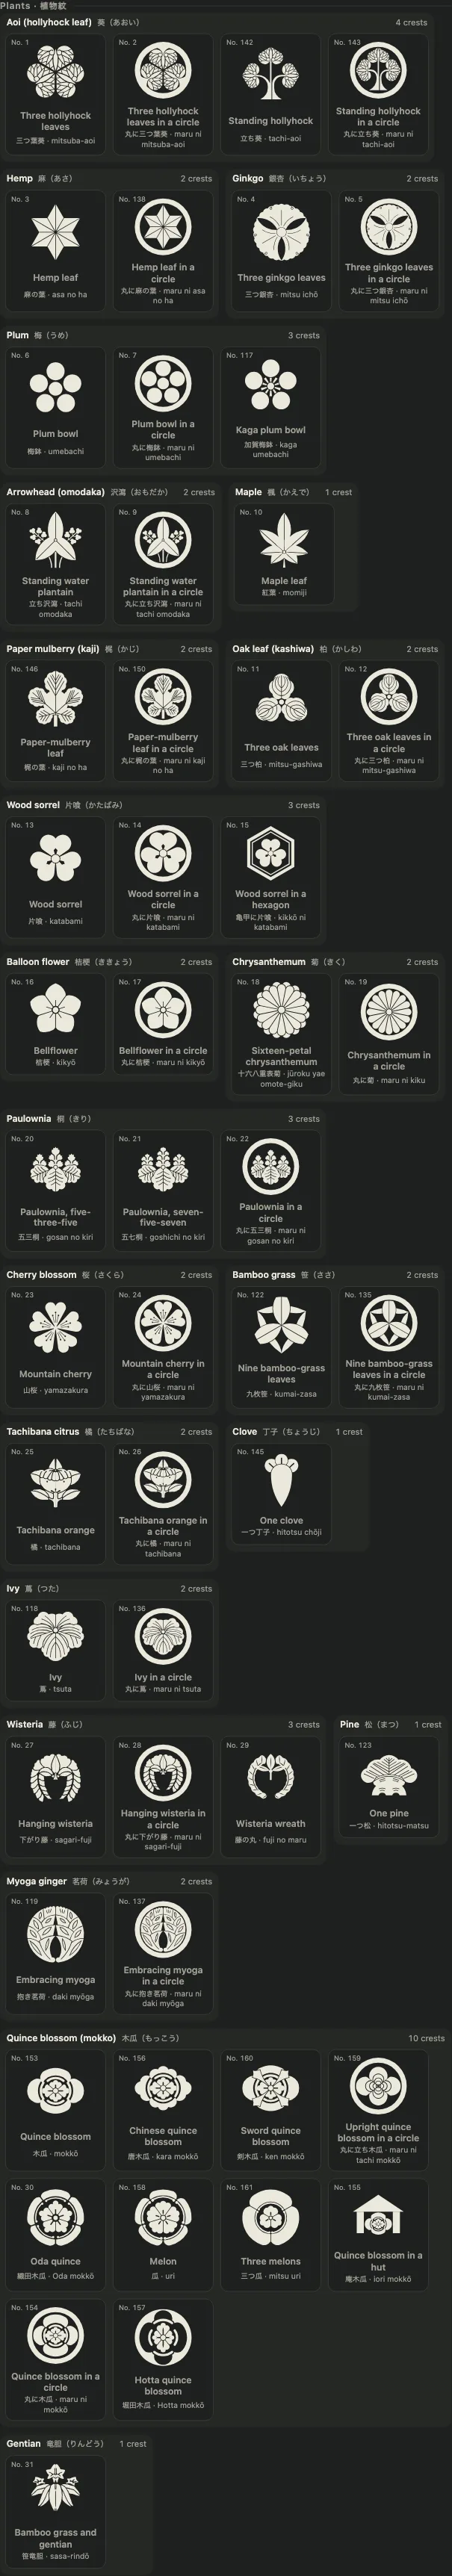 Plants · 植物紋
Aoi (hollyhock leaf) 葵（あおい） 4 crests
No. 1
Three hollyhock
leaves
三つ葉葵 · mitsuba-aoi
No. 2
Three hollyhock
leaves in a circle
丸に三つ葉葵 · maru ni
mitsuba-aoi
No. 142
Standing hollyhock
立ち葵 · tachi-aoi
No. 143
Standing hollyhock
in a circle
丸に立ち葵 · maru ni
tachi-aoi
Hemp 麻（あさ） 2 crests
No. 3
Hemp leaf
麻の葉 · asa no ha
No. 138
Hemp leaf in a
circle
丸に麻の葉 · maru ni asa
no ha
Ginkgo 銀杏（いちょう） 2 crests
No. 4
Three ginkgo leaves
三つ銀杏 · mitsu ichō
No. 5
Three ginkgo leaves
in a circle
丸に三つ銀杏 · maru ni
mitsu ichō
Plum 梅（うめ） 3 crests
No. 6
Plum bowl
梅鉢 · umebachi
No. 7
Plum bowl in a
circle
丸に梅鉢 · maru ni
umebachi
No. 117
Kaga plum bowl
加賀梅鉢 · kaga
umebachi
Arrowhead (omodaka) 沢瀉（おもだか） 2 crests
No. 8
Standing water
plantain
立ち沢瀉 · tachi
omodaka
No. 9
Standing water
plantain in a circle
丸に立ち沢瀉 · maru ni
tachi omodaka
Maple 楓（かえで） 1 crest
No. 10
Maple leaf
紅葉 · momiji
Paper mulberry (kaji) 梶（かじ） 2 crests
No. 146
Paper-mulberry
leaf
梶の葉 · kaji no ha
No. 150
Paper-mulberry
leaf in a circle
丸に梶の葉 · maru ni kaji
no ha
Oak leaf (kashiwa) 柏（かしわ） 2 crests
No. 11
Three oak leaves
三つ柏 · mitsu-gashiwa
No. 12
Three oak leaves in
a circle
丸に三つ柏 · maru ni
mitsu-gashiwa
Wood sorrel 片喰（かたばみ） 3 crests
No. 13
Wood sorrel
片喰 · katabami
No. 14
Wood sorrel in a
circle
丸に片喰 · maru ni
katabami
No. 15
Wood sorrel in a
hexagon
亀甲に片喰 · kikkō ni
katabami
Balloon flower 桔梗（ききょう） 2 crests
No. 16
Bellflower
桔梗 · kikyō
No. 17
Bellflower in a circle
丸に桔梗 · maru ni kikyō
Chrysanthemum 菊（きく） 2 crests
No. 18
Sixteen-petal
chrysanthemum
十六八重表菊 · jūroku yae
omote-giku
No. 19
Chrysanthemum in
a circle
丸に菊 · maru ni kiku
Paulownia 桐（きり） 3 crests
No. 20
Paulownia, five-
three-five
五三桐 · gosan no kiri
No. 21
Paulownia, seven-
five-seven
五七桐 · goshichi no kiri
No. 22
Paulownia in a
circle
丸に五三桐 · maru ni
gosan no kiri
Cherry blossom 桜（さくら） 2 crests
No. 23
Mountain cherry
山桜 · yamazakura
No. 24
Mountain cherry in
a circle
丸に山桜 · maru ni
yamazakura
Bamboo grass 笹（ささ） 2 crests
No. 122
Nine bamboo-grass
leaves
九枚笹 · kumai-zasa
No. 135
Nine bamboo-grass
leaves in a circle
丸に九枚笹 · maru ni
kumai-zasa
Tachibana citrus 橘（たちばな） 2 crests
No. 25
Tachibana orange
橘 · tachibana
No. 26
Tachibana orange in
a circle
丸に橘 · maru ni
tachibana
Clove 丁子（ちょうじ） 1 crest
No. 145
One clove
一つ丁子 · hitotsu chōji
Ivy 蔦（つた） 2 crests
No. 118
Ivy
蔦 · tsuta
No. 136
Ivy in a circle
丸に蔦 · maru ni tsuta
Wisteria 藤（ふじ） 3 crests
No. 27
Hanging wisteria
下がり藤 · sagari-fuji
No. 28
Hanging wisteria in
a circle
丸に下がり藤 · maru ni
sagari-fuji
No. 29
Wisteria wreath
藤の丸 · fuji no maru
Pine 松（まつ） 1 crest
No. 123
One pine
一つ松 · hitotsu-matsu
Myoga ginger 茗荷（みょうが） 2 crests
No. 119
Embracing myoga
抱き茗荷 · daki myōga
No. 137
Embracing myoga
in a circle
丸に抱き茗荷 · maru ni
daki myōga
Quince blossom (mokko) 木瓜（もっこう） 10 crests
No. 153
Quince blossom
木瓜 · mokkō
No. 156
Chinese quince
blossom
唐木瓜 · kara mokkō
No. 160
Sword quince
blossom
剣木瓜 · ken mokkō
No. 159
Upright quince
blossom in a circle
丸に立ち木瓜 · maru ni
tachi mokkō
No. 30
Oda quince
織田木瓜 · Oda mokkō
No. 158
Melon
瓜 · uri
No. 161
Three melons
三つ瓜 · mitsu uri
No. 155
Quince blossom in a
hut
庵木瓜 · iori mokkō
No. 154
Quince blossom in a
circle
丸に木瓜 · maru ni
mokkō
No. 157
Hotta quince
blossom
堀田木瓜 · Hotta mokkō
Gentian 竜胆（りんどう） 1 crest
No. 31
Bamboo grass and
gentian
笹竜胆 · sasa-rindō